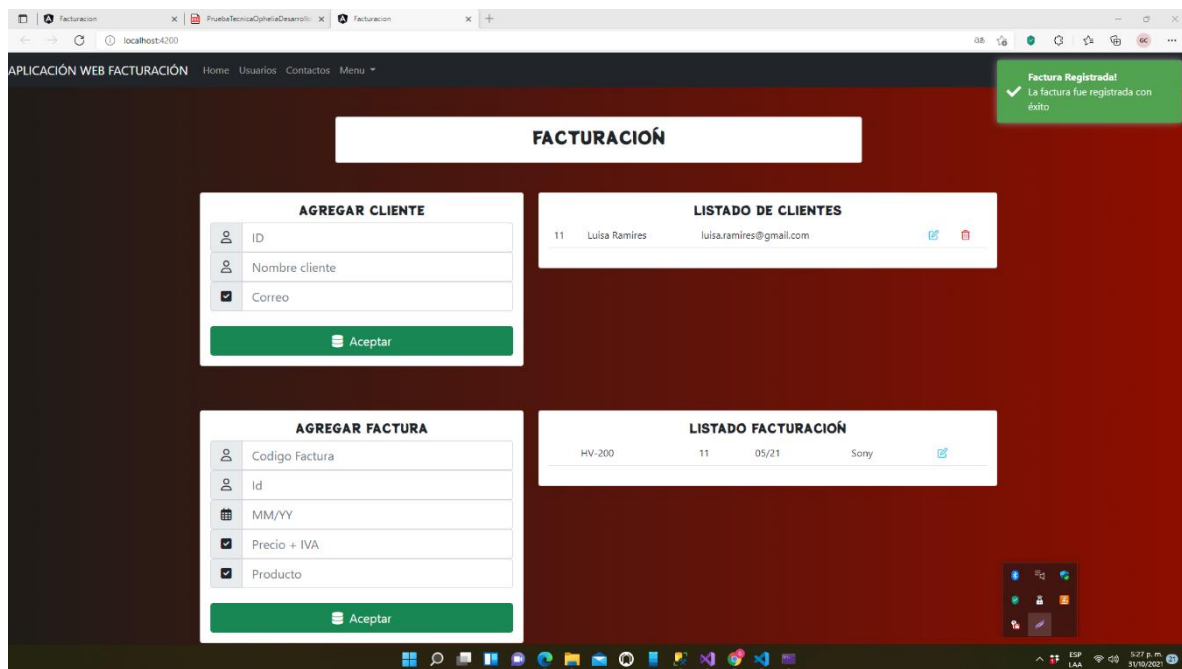 Facturacion
PruebaTecnicaOpheliaDesarrollo
Facturacion
localhost:4200
GC
APLICACIÓN WEB FACTURACIÓN Home Usuarios Contactos Menu
Factura Registrada!
La factura fue registrada con
éxito
FACTURACIÓN
AGREGAR CLIENTE
ID
Nombre cliente
Correo
Aceptar
LISTADO DE CLIENTES
11 Luisa Ramires luisa.ramires@gmail.com
AGREGAR FACTURA
Codigo Factura
Id
MM/YY
Precio + IVA
Producto
Aceptar
LISTADO FACTURACIÓN
HV-200 11 05/21 Sony
ESP
LAA
5:27 p. m.
31/10/2021